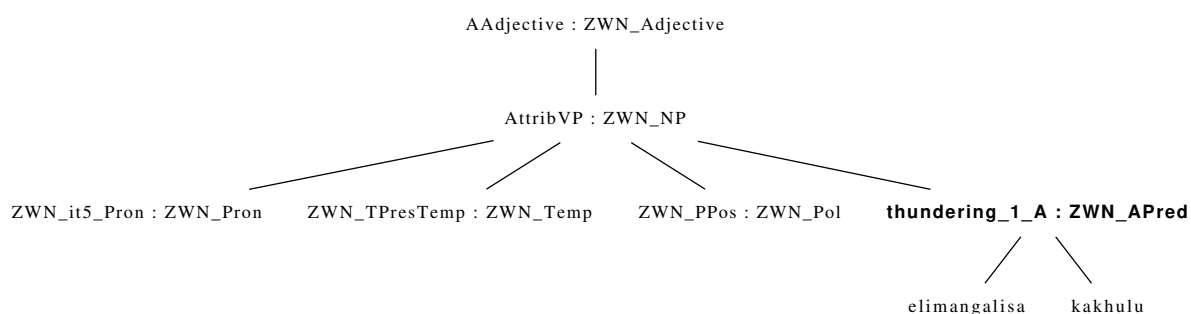 AAdjective : ZWN_Adjective
AttribVP : ZWN_NP
ZWN_it5_Pron : ZWN_Pron ZWN_TPresTemp : ZWN_Temp ZWN_PPos : ZWN_Pol thundering_1_A : ZWN_APred
elimangalisa kakhulu